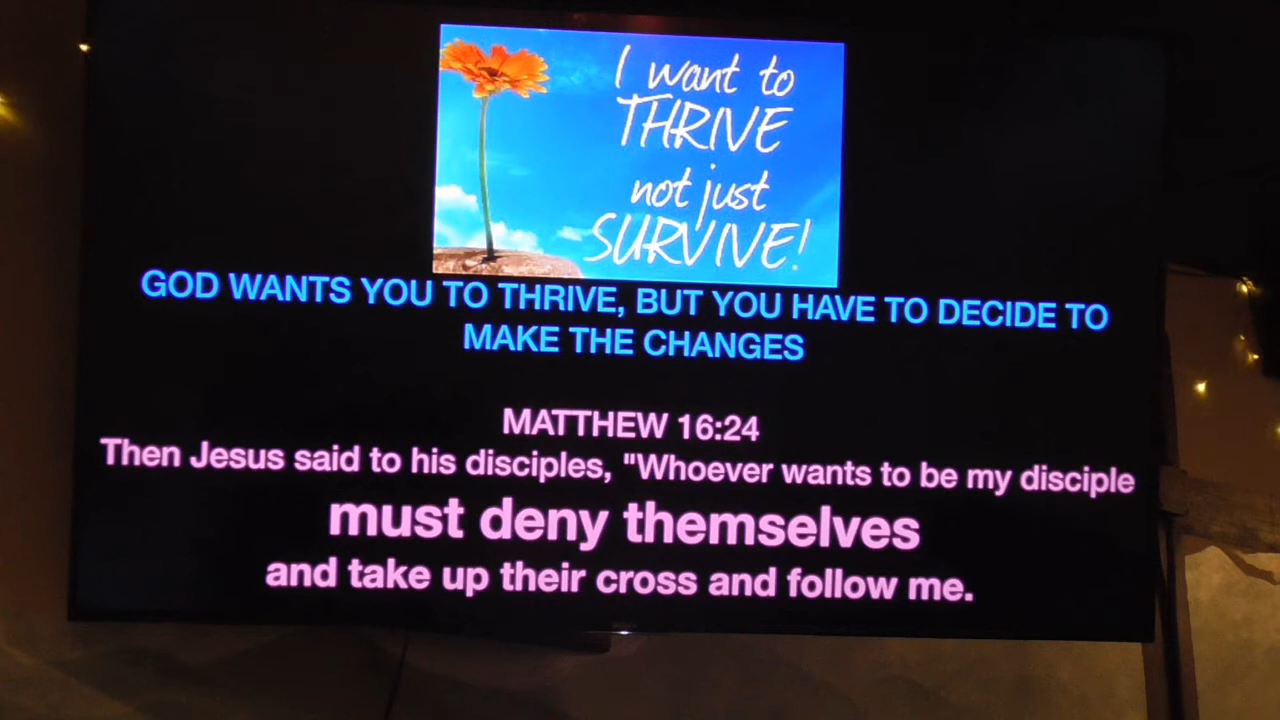 I want to
THRIVE
not just
SURVIVE!
GOD WANTS YOU TO THRIVE, BUT YOU HAVE TO DECIDE TO
MAKE THE CHANGES
MATTHEW 16:24
Then Jesus said to his disciples, "Whoever wants to be my disciple
must deny themselves
and take up their cross and follow me.